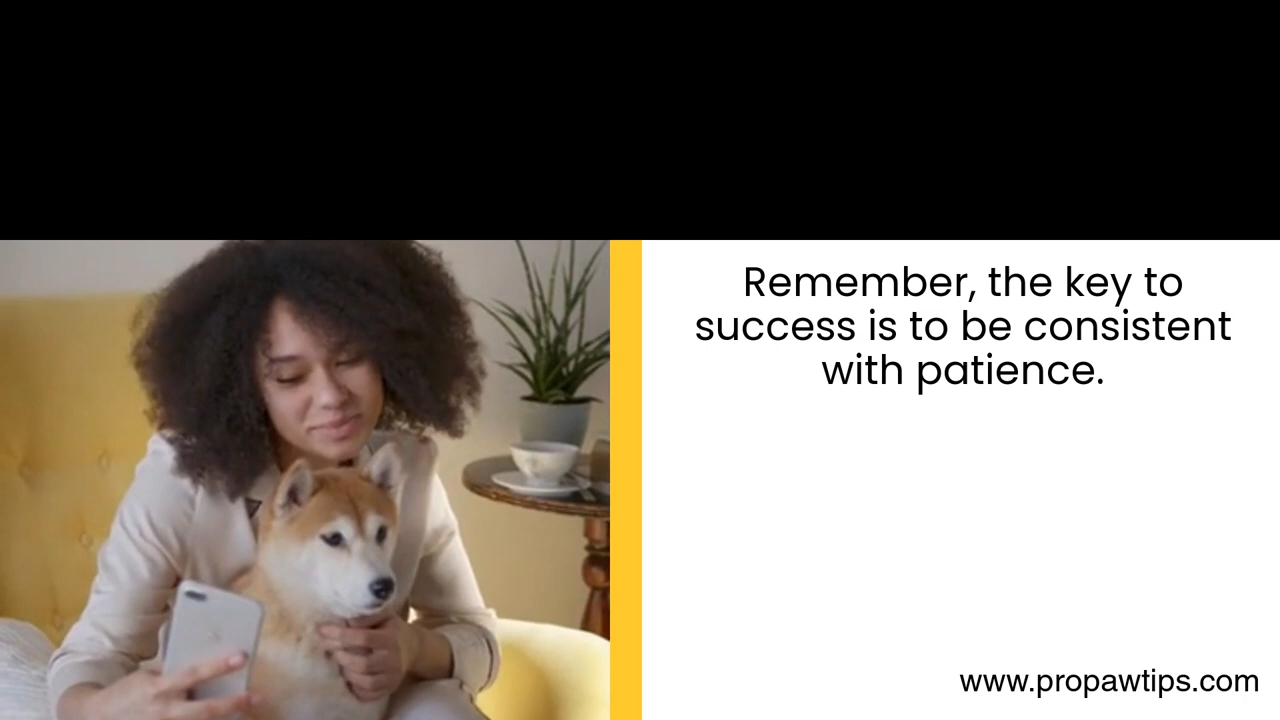 Remember, the key to
success is to be consistent
with patience.
www.propawtips.com